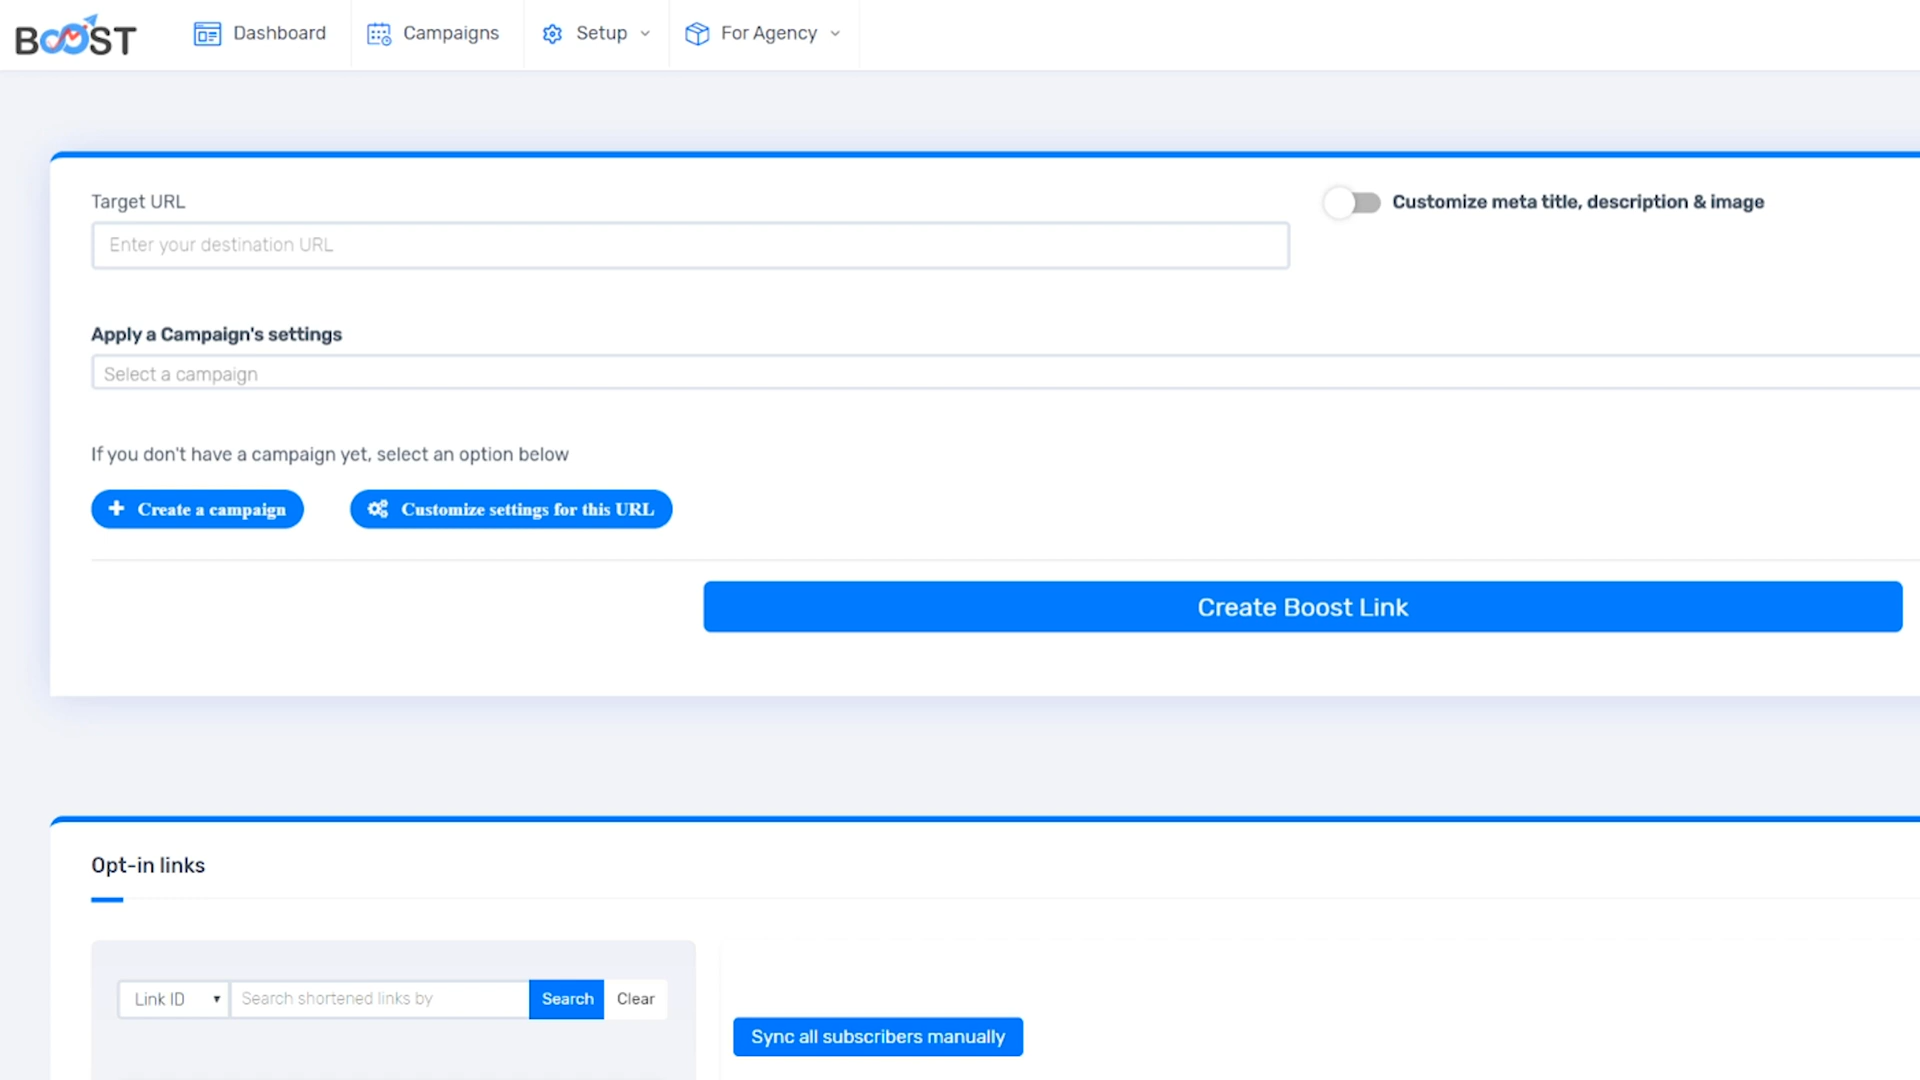 BOOST
Dashboard
Campaigns
Setup
For Agency
Target URL
Customize meta title, description & image
Enter your destination URL
Apply a Campaign's settings
Select a campaign
If you don't have a campaign yet, select an option below
Create a campaign
Customize settings for this URL
Create Boost Link
Opt-in links
Link ID
Search shortened links by
Search
Clear
Sync all subscribers manually